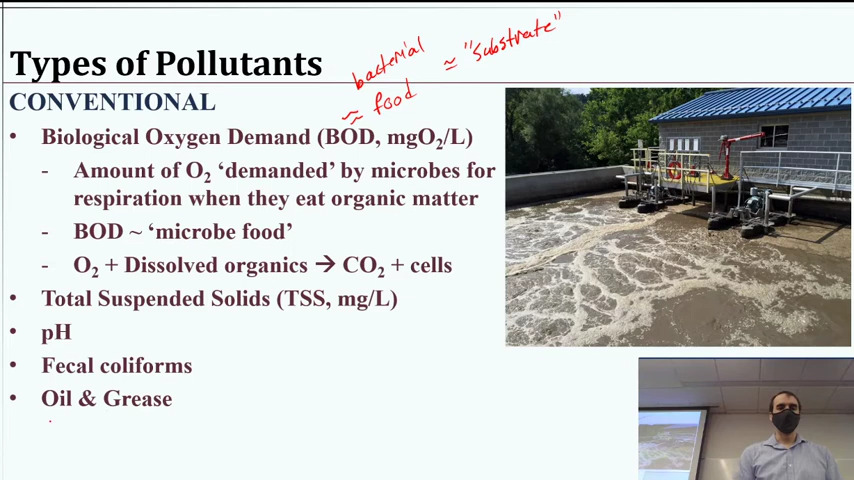 Types of Pollutants
≈ bacterial food ≃ "substrate"
CONVENTIONAL
• Biological Oxygen Demand (BOD, mgO₂/L)
- Amount of O₂ 'demanded' by microbes for
respiration when they eat organic matter
- BOD ~ 'microbe food'
- O₂ + Dissolved organics → CO₂ + cells
• Total Suspended Solids (TSS, mg/L)
• pH
• Fecal coliforms
• Oil & Grease